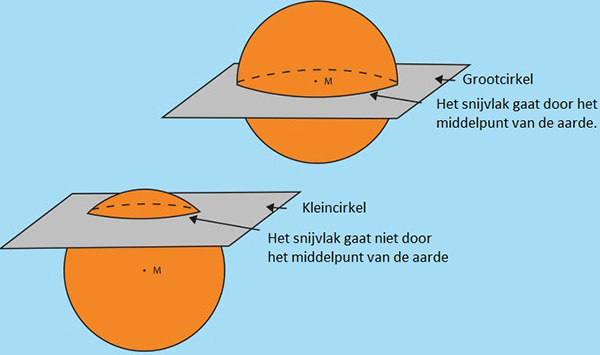 M
Grootcirkel
Het snijvlak gaat door het
middelpunt van de aarde.
Kleincirkel
Het snijvlak gaat niet door
het middelpunt van de aarde
M